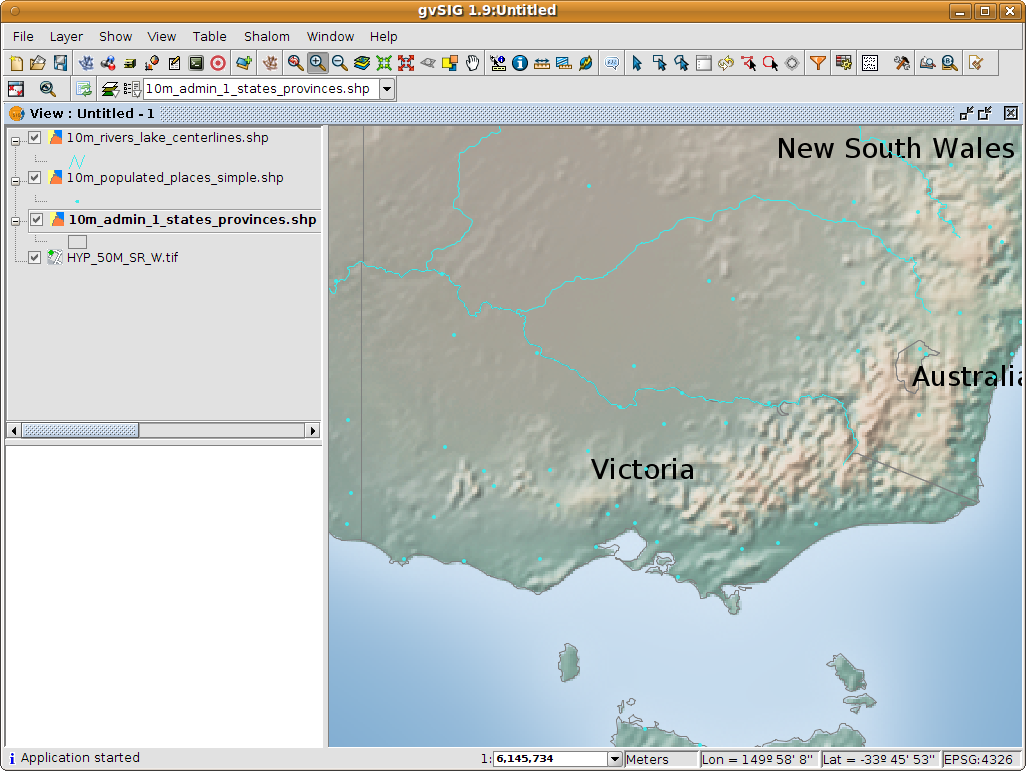 gvSIG 1.9:Untitled
File Layer Show View Table Shalom Window Help
10m_admin_1_states_provinces.shp
View : Untitled - 1
10m_rivers_lake_centerlines.shp
10m_populated_places_simple.shp
10m_admin_1_states_provinces.shp
HYP_50M_SR_W.tif
New South Wales
Australia
Victoria
Application started
1: 6,145,734 Meters Lon = 149º 58' 8" Lat = -33º 45' 53" EPSG:4326